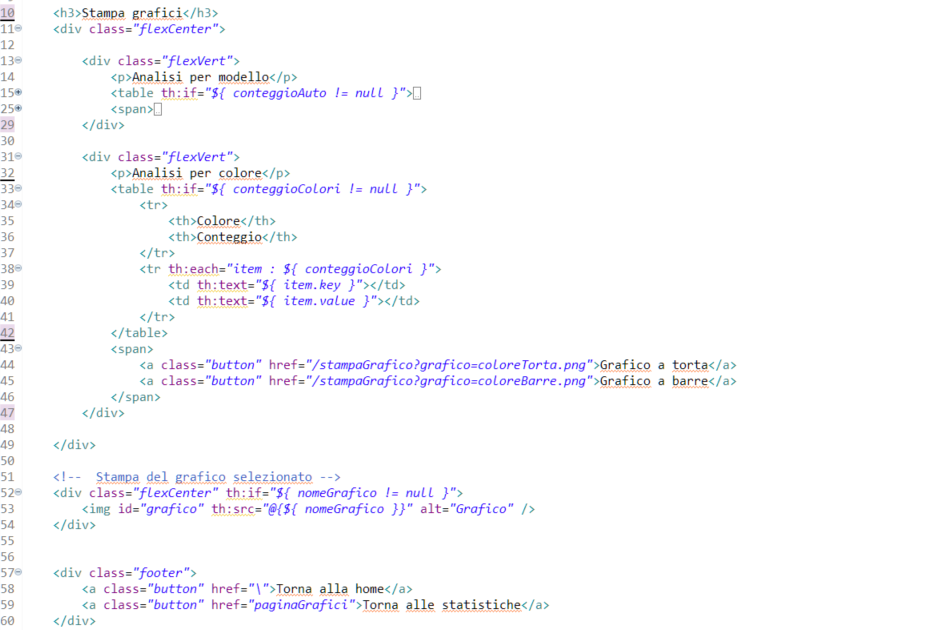 10 <h3>Stampa grafici</h3>
11 <div class="flexCenter">
12
13 <div class="flexVert">
14 <p>Analisi per modello</p>
15 <table th:if="${ conteggioAuto != null }">
25 <span>
29 </div>
30
31 <div class="flexVert">
32 <p>Analisi per colore</p>
33 <table th:if="${ conteggioColori != null }">
34 <tr>
35 <th>Colore</th>
36 <th>Conteggio</th>
37 </tr>
38 <tr th:each="item : ${ conteggioColori }">
39 <td th:text="${ item.key }"></td>
40 <td th:text="${ item.value }"></td>
41 </tr>
42 </table>
43 <span>
44 <a class="button" href="/stampaGrafico?grafico=coloreTorta.png">Grafico a torta</a>
45 <a class="button" href="/stampaGrafico?grafico=coloreBarre.png">Grafico a barre</a>
46 </span>
47 </div>
48
49 </div>
50
51 <!--  Stampa del grafico selezionato -->
52 <div class="flexCenter" th:if="${ nomeGrafico != null }">
53 <img id="grafico" th:src="@{${ nomeGrafico }}" alt="Grafico" />
54 </div>
55
56
57 <div class="footer">
58 <a class="button" href="\">Torna alla home</a>
59 <a class="button" href="paginaGrafici">Torna alle statistiche</a>
60 </div>